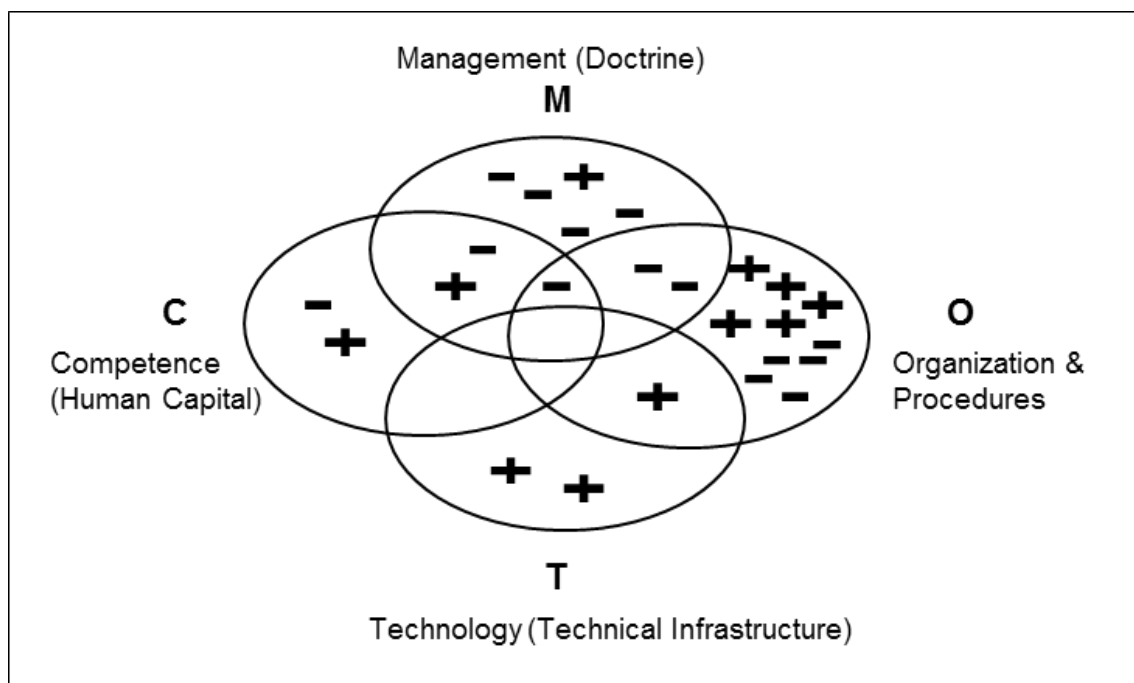 Management (Doctrine)
M
C
Competence
(Human Capital)
O
Organization &
Procedures
T
Technology (Technical Infrastructure)